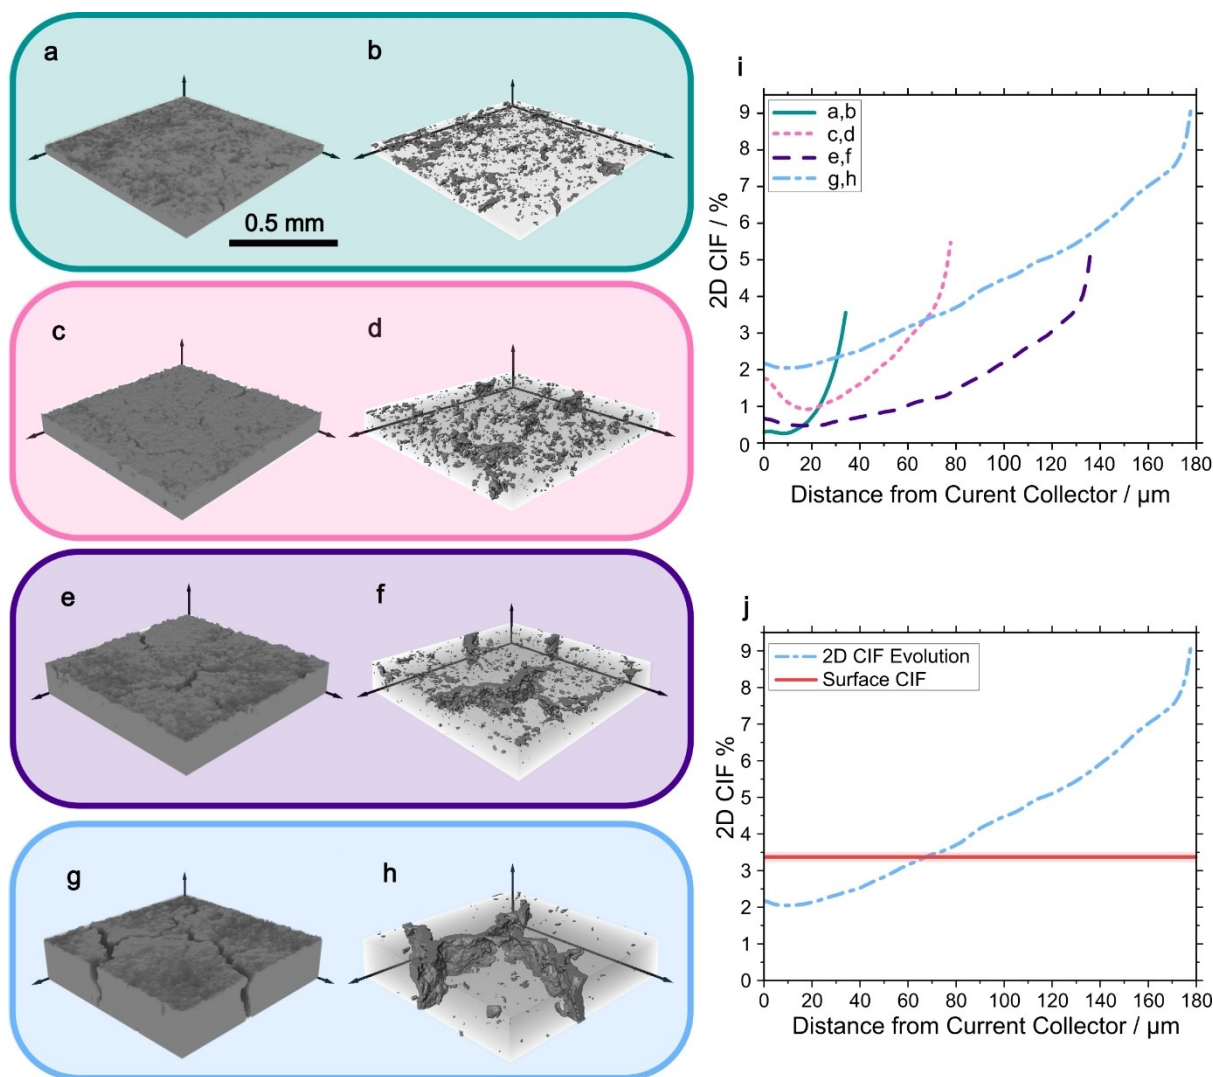 a
b
0.5 mm
c
d
e
f
g
h
i
9
8
7
6
5
4
3
2
1
0
2D CIF / %
a,b
c,d
e,f
g,h
0 20 40 60 80 100 120 140 160 180
Distance from Curent Collector / µm
j
9
8
7
6
5
4
3
2
1
0
2D CIF %
2D CIF Evolution
Surface CIF
0 20 40 60 80 100 120 140 160 180
Distance from Current Collector / µm